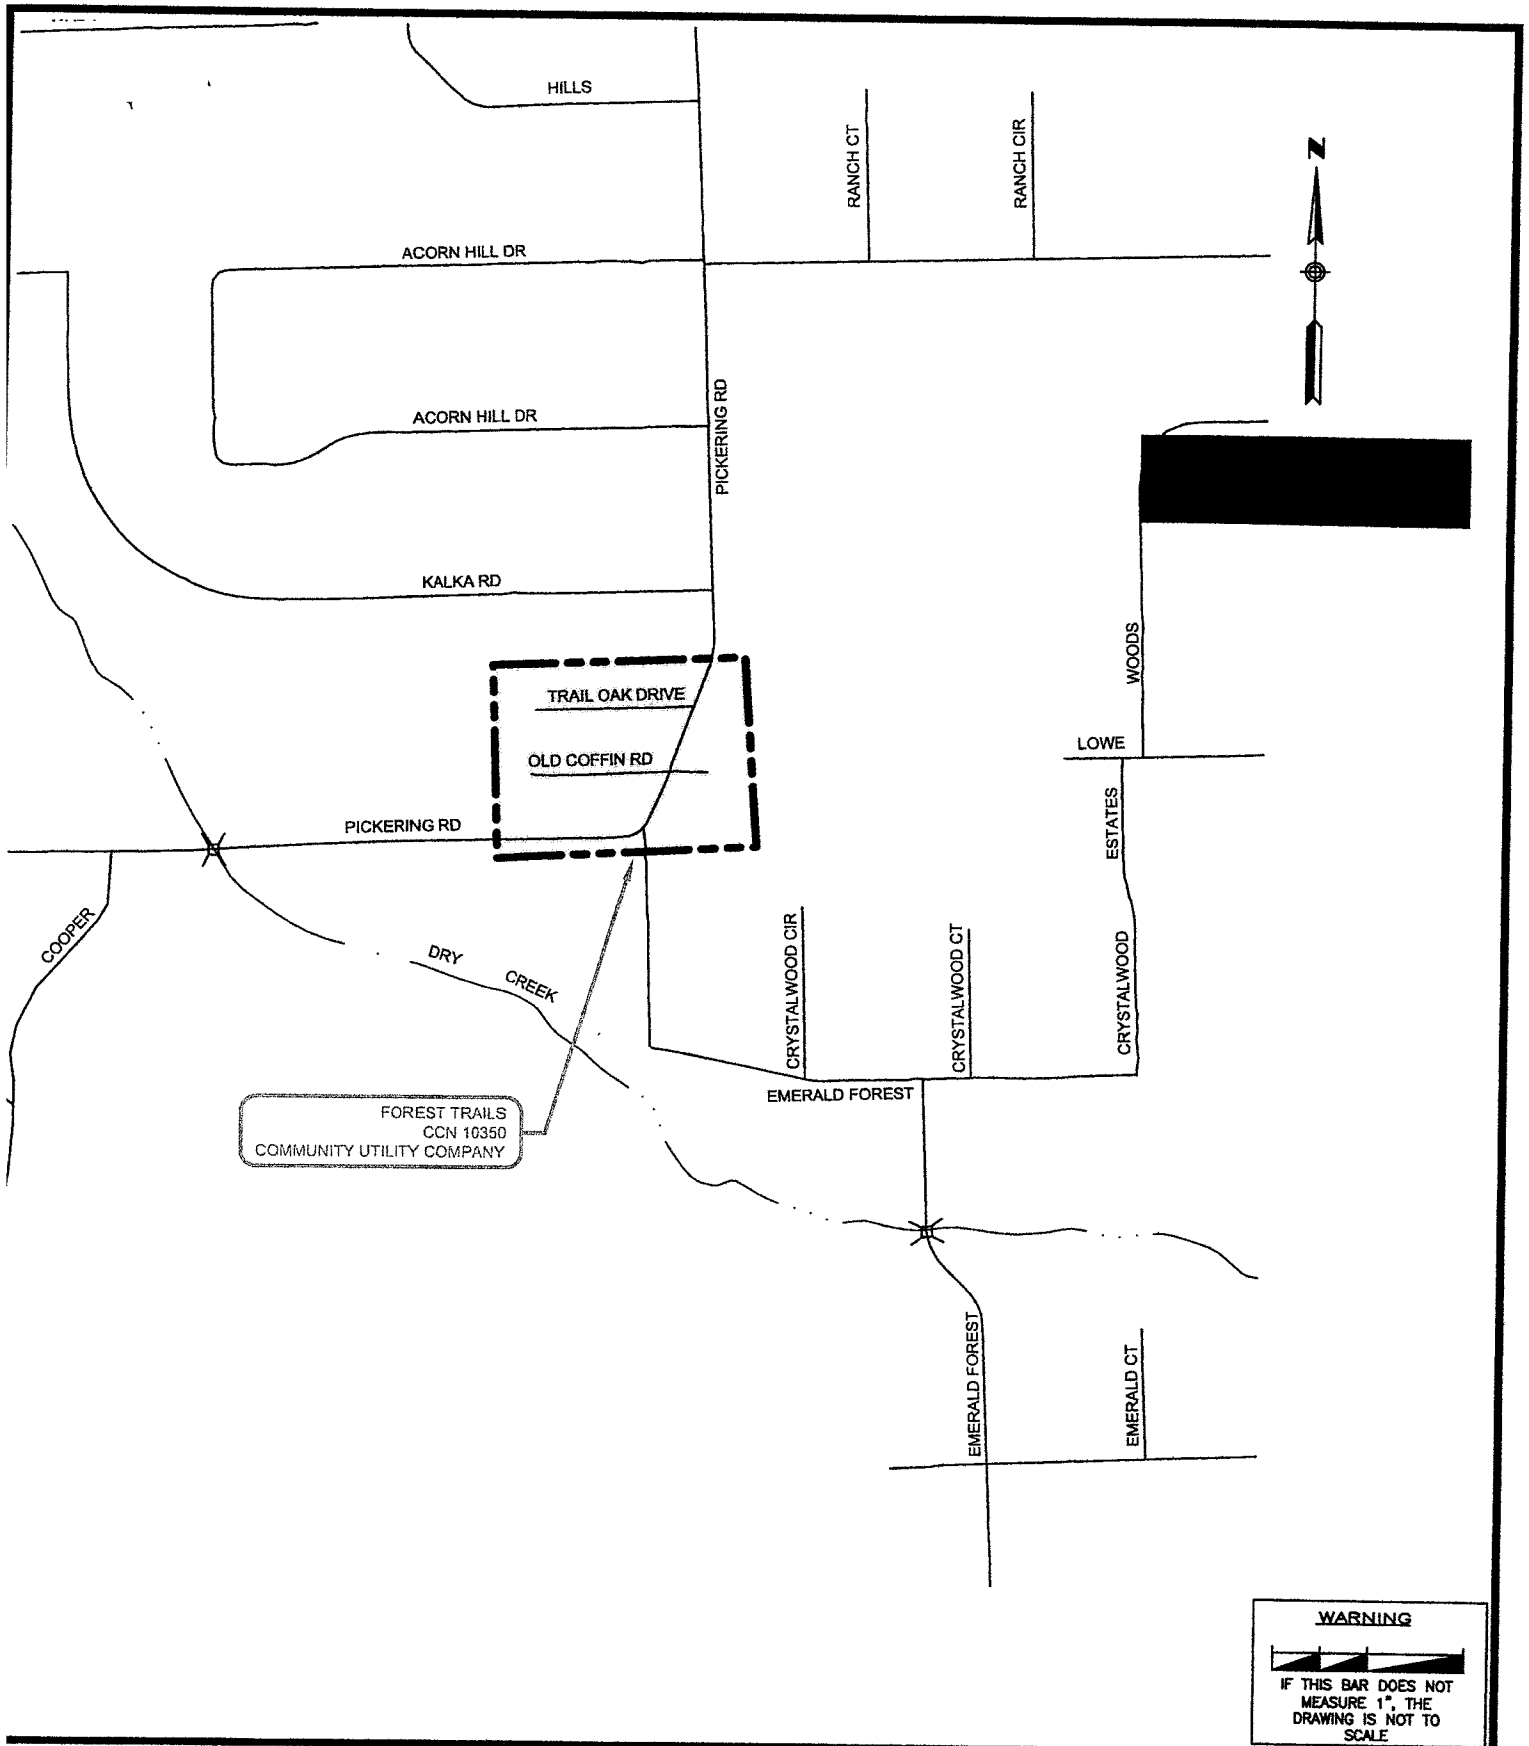 HILLS
RANCH CT
RANCH CIR
N
ACORN HILL DR
ACORN HILL DR
PICKERING RD
KALKA RD
WOODS
TRAIL OAK DRIVE
OLD COFFIN RD
LOWE
ESTATES
PICKERING RD
COOPER
DRY
CREEK
CRYSTALWOOD CIR
CRYSTALWOOD CT
CRYSTALWOOD
EMERALD FOREST
FOREST TRAILS
CCN 10350
COMMUNITY UTILITY COMPANY
EMERALD FOREST
EMERALD CT
WARNING
IF THIS BAR DOES NOT
MEASURE 1", THE
DRAWING IS NOT TO
SCALE